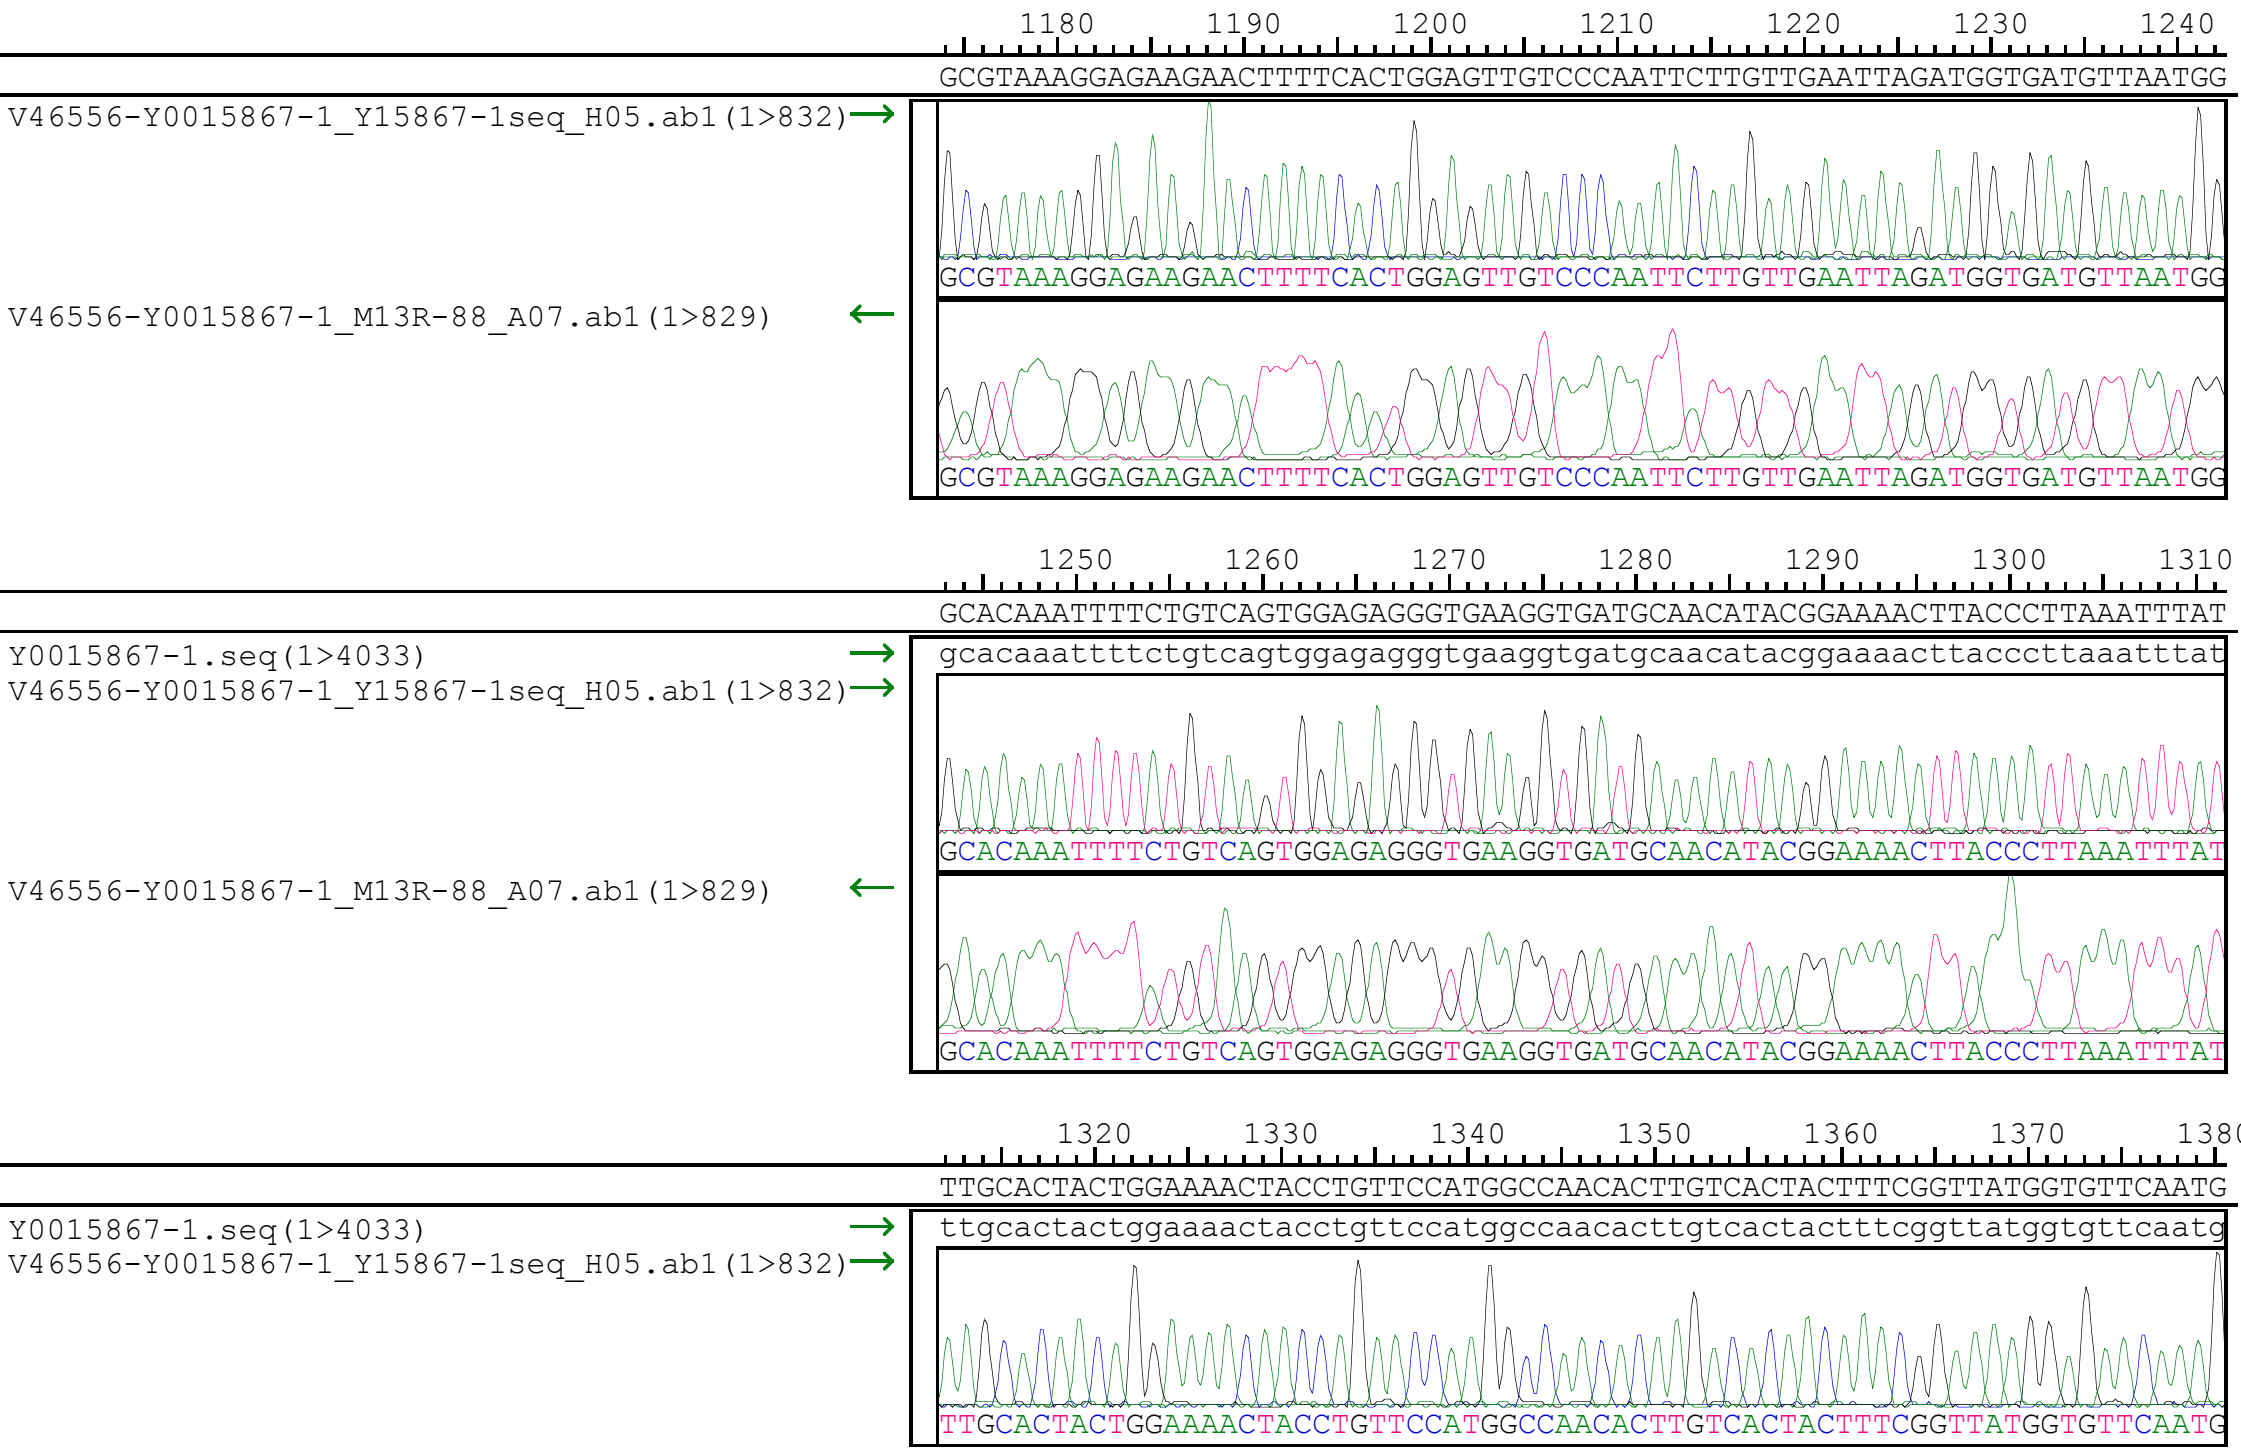 1180 1190 1200 1210 1220 1230 1240
GCGTAAAGGAGAAGAACTTTTCACTGGAGTTGTCCCAATTCTTGTTGAATTAGATGGTGATGTTAATGG
V46556-Y0015867-1_Y15867-1seq_H05.ab1(1>832)→
GCGTAAAGGAGAAGAACTTTTCACTGGAGTTGTCCCAATTCTTGTTGAATTAGATGGTGATGTTAATGG
V46556-Y0015867-1_M13R-88_A07.ab1(1>829) ←
GCGTAAAGGAGAAGAACTTTTCACTGGAGTTGTCCCAATTCTTGTTGAATTAGATGGTGATGTTAATGG
1250 1260 1270 1280 1290 1300 1310
GCACAAATTTTCTGTCAGTGGAGAGGGTGAAGGTGATGCAACATACGGAAAACTTACCCTTAAATTTAT
Y0015867-1.seq(1>4033) → gcacaaattttctgtcagtggagagggtgaaggtgatgcaacatacggaaaacttacccttaaatttat
V46556-Y0015867-1_Y15867-1seq_H05.ab1(1>832)→
GCACAAATTTTCTGTCAGTGGAGAGGGTGAAGGTGATGCAACATACGGAAAACTTACCCTTAAATTTAT
V46556-Y0015867-1_M13R-88_A07.ab1(1>829) ←
GCACAAATTTTCTGTCAGTGGAGAGGGTGAAGGTGATGCAACATACGGAAAACTTACCCTTAAATTTAT
1320 1330 1340 1350 1360 1370 1380
TTGCACTACTGGAAAACTACCTGTTCCATGGCCAACACTTGTCACTACTTTCGGTTATGGTGTTCAATG
Y0015867-1.seq(1>4033) → ttgcactactggaaaactacctgttccatggccaacacttgtcactactttcggttatggtgttcaatg
V46556-Y0015867-1_Y15867-1seq_H05.ab1(1>832)→
TTGCACTACTGGAAAACTACCTGTTCCATGGCCAACACTTGTCACTACTTTCGGTTATGGTGTTCAATG